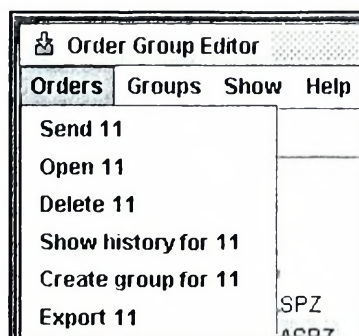 Order Group Editor
Orders Groups Show Help
Send 11
Open 11
Delete 11
Show history for 11
Create group for 11
SPZ
Export 11
ASPZ